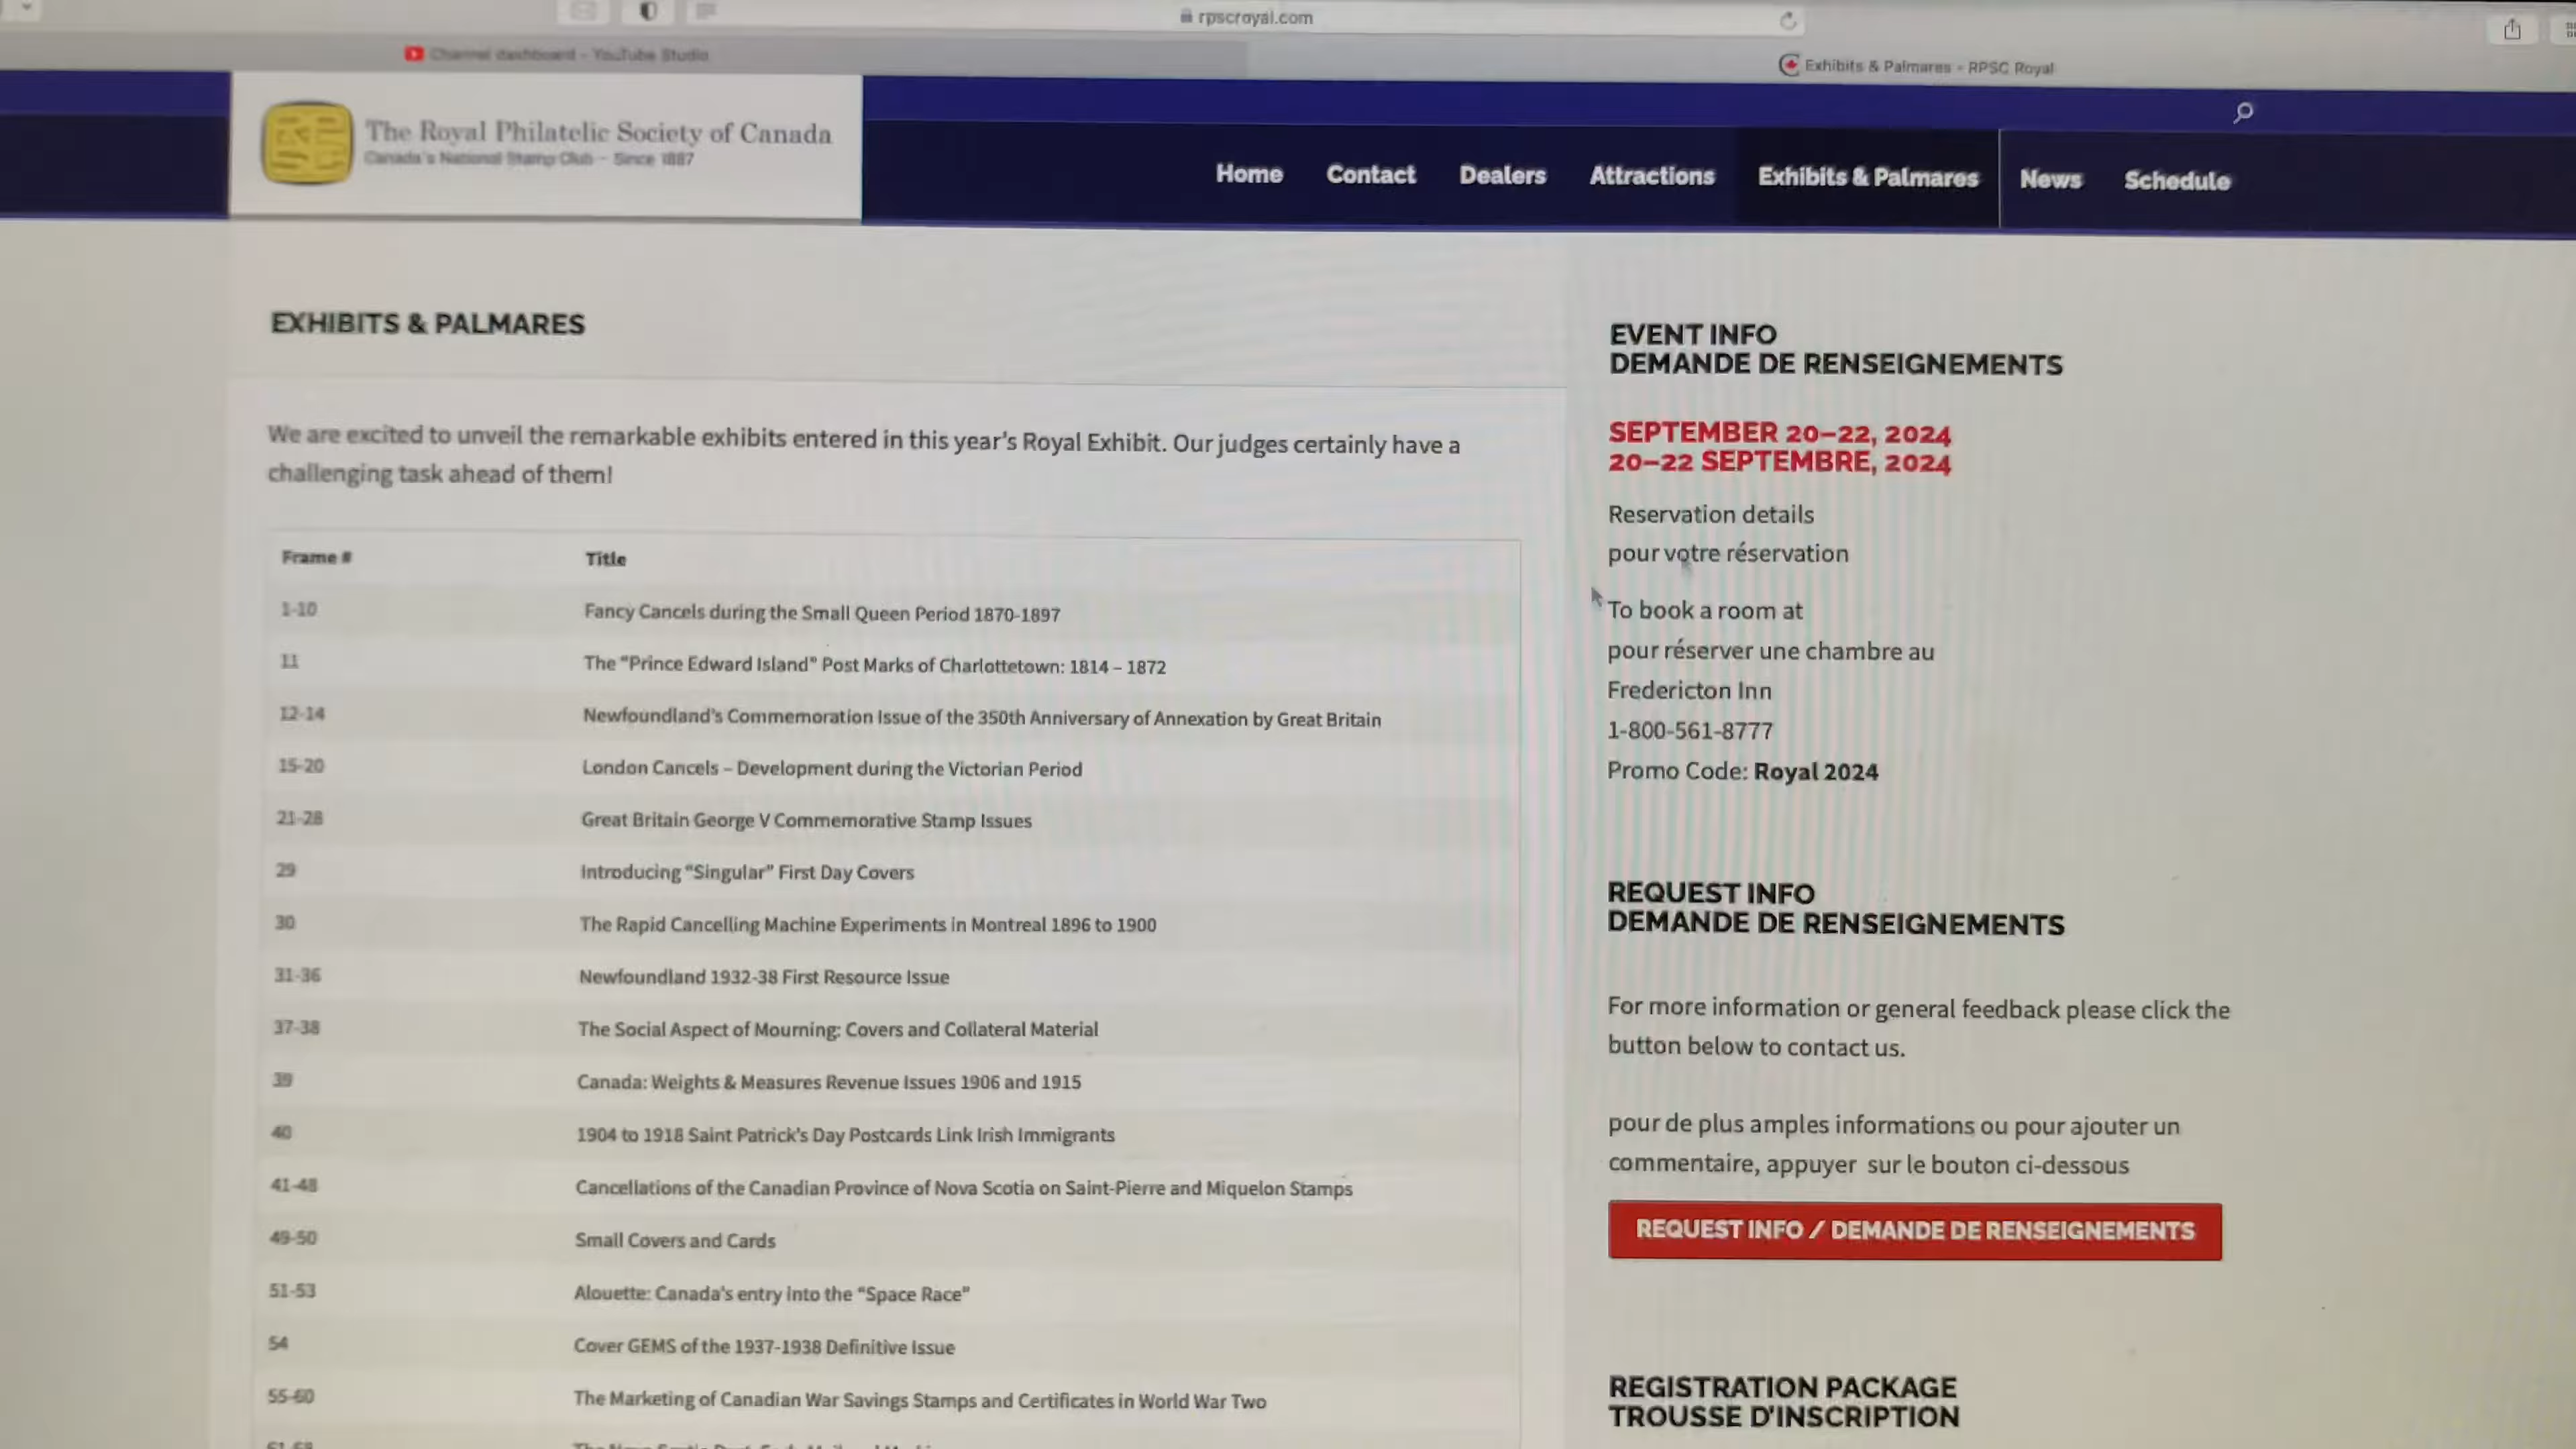 rpscroyal.com
Channel dashboard - YouTube Studio
Exhibits & Palmares - RPSC Royal
The Royal Philatelic Society of Canada
Canada's National Stamp Club - Since 1887
Home Contact Dealers Attractions Exhibits & Palmares News Schedule
EXHIBITS & PALMARES
We are excited to unveil the remarkable exhibits entered in this year's Royal Exhibit. Our judges certainly have a
challenging task ahead of them!
Frame # Title
1-10 Fancy Cancels during the Small Queen Period 1870-1897
11 The "Prince Edward Island" Post Marks of Charlottetown: 1814 – 1872
12-14 Newfoundland's Commemoration Issue of the 350th Anniversary of Annexation by Great Britain
15-20 London Cancels – Development during the Victorian Period
21-28 Great Britain George V Commemorative Stamp Issues
29 Introducing "Singular" First Day Covers
30 The Rapid Cancelling Machine Experiments in Montreal 1896 to 1900
31-36 Newfoundland 1932-38 First Resource Issue
37-38 The Social Aspect of Mourning: Covers and Collateral Material
39 Canada: Weights & Measures Revenue Issues 1906 and 1915
40 1904 to 1918 Saint Patrick's Day Postcards Link Irish Immigrants
41-48 Cancellations of the Canadian Province of Nova Scotia on Saint-Pierre and Miquelon Stamps
49-50 Small Covers and Cards
51-53 Alouette: Canada's entry into the "Space Race"
54 Cover GEMS of the 1937-1938 Definitive Issue
55-60 The Marketing of Canadian War Savings Stamps and Certificates in World War Two
EVENT INFO
DEMANDE DE RENSEIGNEMENTS
SEPTEMBER 20–22, 2024
20–22 SEPTEMBRE, 2024
Reservation details
pour votre réservation
To book a room at
pour réserver une chambre au
Fredericton Inn
1-800-561-8777
Promo Code: Royal 2024
REQUEST INFO
DEMANDE DE RENSEIGNEMENTS
For more information or general feedback please click the
button below to contact us.
pour de plus amples informations ou pour ajouter un
commentaire, appuyer sur le bouton ci-dessous
REQUEST INFO / DEMANDE DE RENSEIGNEMENTS
REGISTRATION PACKAGE
TROUSSE D'INSCRIPTION